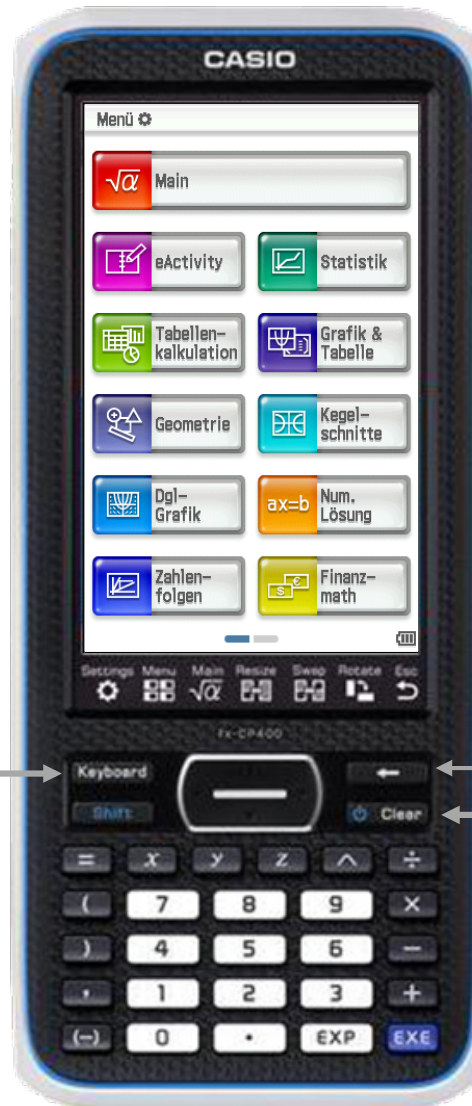 CASIO
Menü
√α Main
eActivity
Statistik
Tabellen-
kalkulation
Grafik &
Tabelle
Geometrie
Kegel-
schnitte
Dgl-
Grafik
ax=b
Num.
Lösung
Zahlen-
folgen
$ €
Finanz-
math
Settings Menu Main Resize Swap Rotate Esc
√α
fx-CP400
Keyboard
Shift
Clear
= x y z ^ ÷
( 7 8 9 ×
) 4 5 6 −
, 1 2 3 +
(−) 0 · EXP EXE